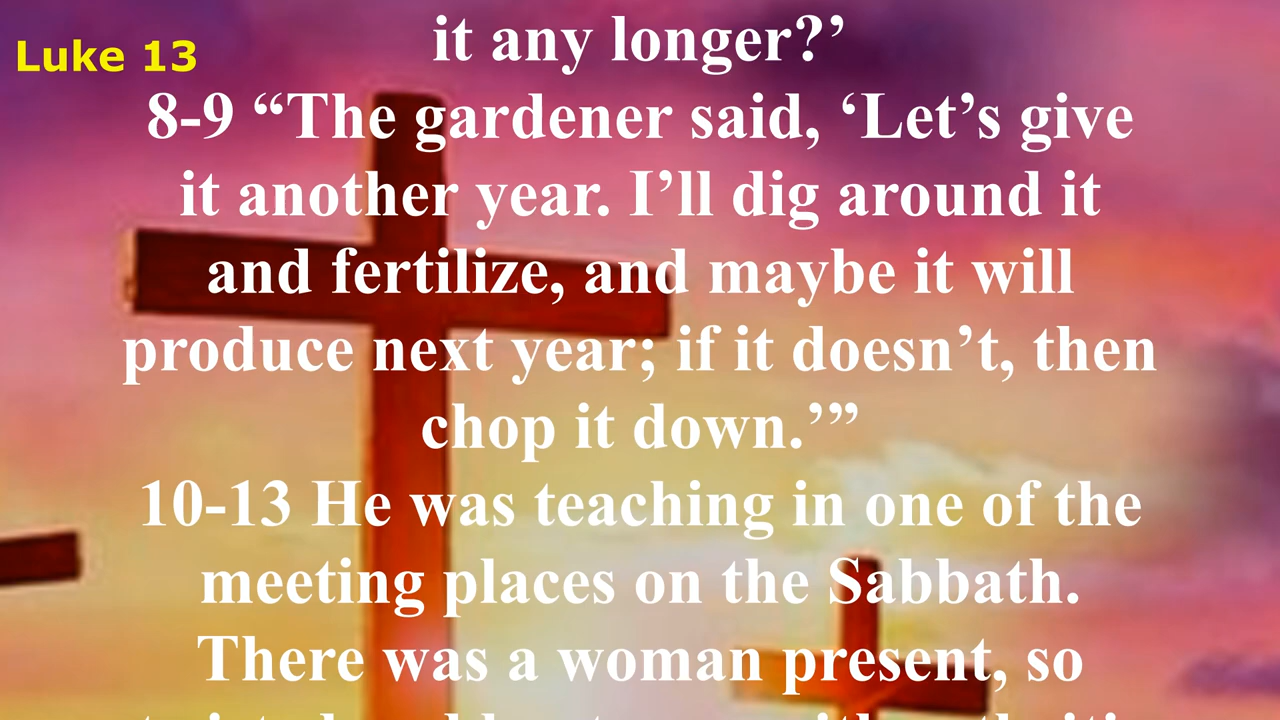 Luke 13
it any longer?’
8-9 “The gardener said, ‘Let’s give
it another year. I’ll dig around it
and fertilize, and maybe it will
produce next year; if it doesn’t, then
chop it down.’”
10-13 He was teaching in one of the
meeting places on the Sabbath.
There was a woman present, so